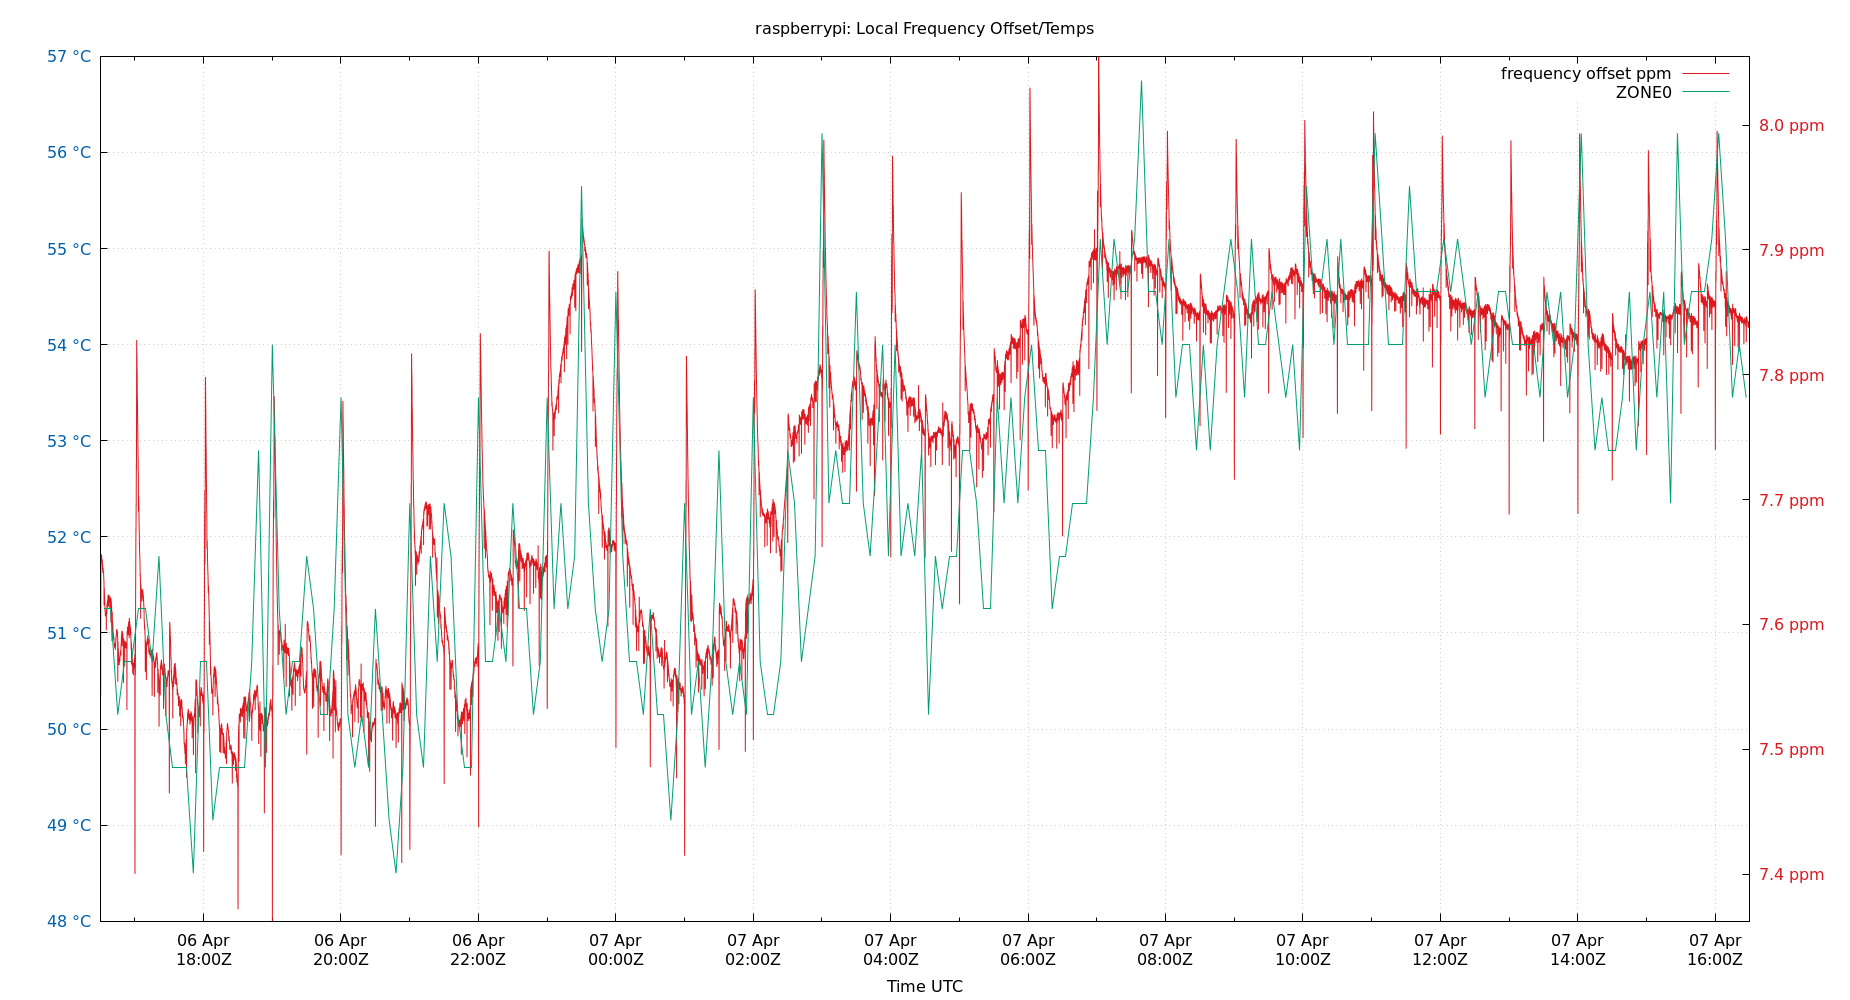 raspberrypi: Local Frequency Offset/Temps
frequency offset ppm
ZONE0
57 °C
56 °C
55 °C
54 °C
53 °C
52 °C
51 °C
50 °C
49 °C
48 °C
8.0 ppm
7.9 ppm
7.8 ppm
7.7 ppm
7.6 ppm
7.5 ppm
7.4 ppm
06 Apr
18:00Z
06 Apr
20:00Z
06 Apr
22:00Z
07 Apr
00:00Z
07 Apr
02:00Z
07 Apr
04:00Z
07 Apr
06:00Z
07 Apr
08:00Z
07 Apr
10:00Z
07 Apr
12:00Z
07 Apr
14:00Z
07 Apr
16:00Z
Time UTC